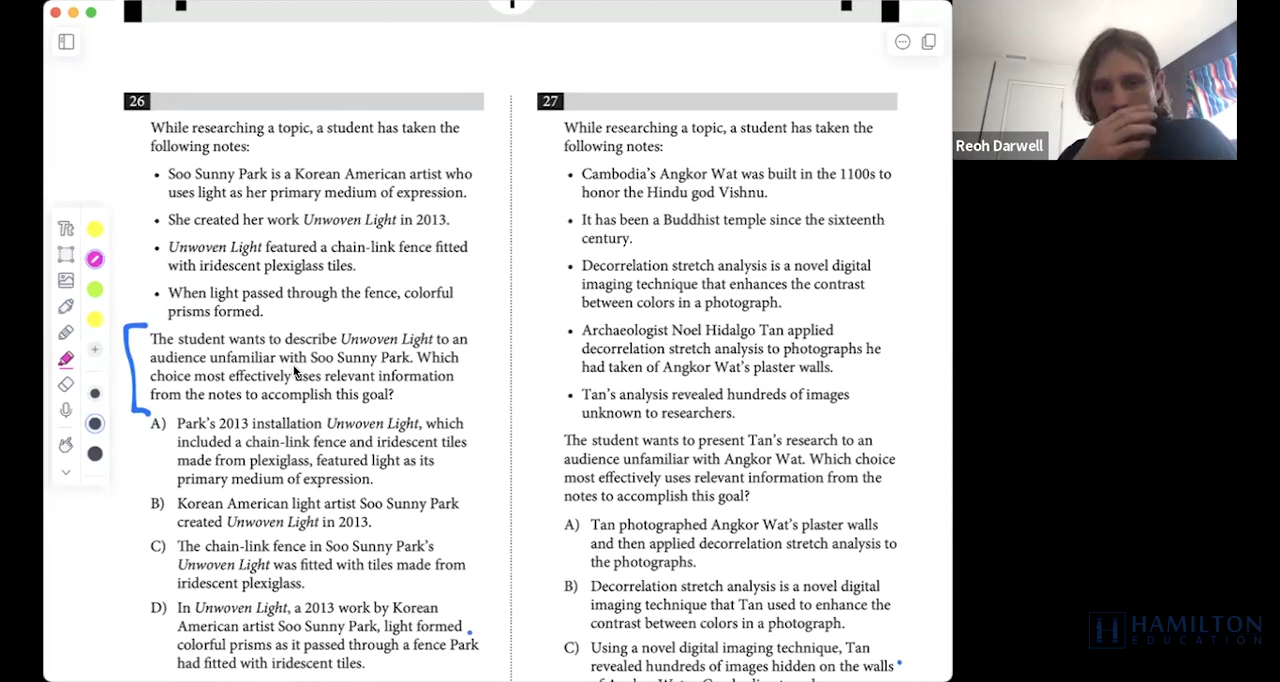 26
While researching a topic, a student has taken the
following notes:
• Soo Sunny Park is a Korean American artist who
uses light as her primary medium of expression.
• She created her work Unwoven Light in 2013.
• Unwoven Light featured a chain-link fence fitted
with iridescent plexiglass tiles.
• When light passed through the fence, colorful
prisms formed.
The student wants to describe Unwoven Light to an
audience unfamiliar with Soo Sunny Park. Which
choice most effectively uses relevant information
from the notes to accomplish this goal?
A) Park's 2013 installation Unwoven Light, which
included a chain-link fence and iridescent tiles
made from plexiglass, featured light as its
primary medium of expression.
B) Korean American light artist Soo Sunny Park
created Unwoven Light in 2013.
C) The chain-link fence in Soo Sunny Park's
Unwoven Light was fitted with tiles made from
iridescent plexiglass.
D) In Unwoven Light, a 2013 work by Korean
American artist Soo Sunny Park, light formed
colorful prisms as it passed through a fence Park
had fitted with iridescent tiles.
27
While researching a topic, a student has taken the
following notes:
• Cambodia's Angkor Wat was built in the 1100s to
honor the Hindu god Vishnu.
• It has been a Buddhist temple since the sixteenth
century.
• Decorrelation stretch analysis is a novel digital
imaging technique that enhances the contrast
between colors in a photograph.
• Archaeologist Noel Hidalgo Tan applied
decorrelation stretch analysis to photographs he
had taken of Angkor Wat's plaster walls.
• Tan's analysis revealed hundreds of images
unknown to researchers.
The student wants to present Tan's research to an
audience unfamiliar with Angkor Wat. Which choice
most effectively uses relevant information from the
notes to accomplish this goal?
A) Tan photographed Angkor Wat's plaster walls
and then applied decorrelation stretch analysis to
the photographs.
B) Decorrelation stretch analysis is a novel digital
imaging technique that Tan used to enhance the
contrast between colors in a photograph.
C) Using a novel digital imaging technique, Tan
revealed hundreds of images hidden on the walls
Tt
Reoh Darwell
HAMILTON
EDUCATION